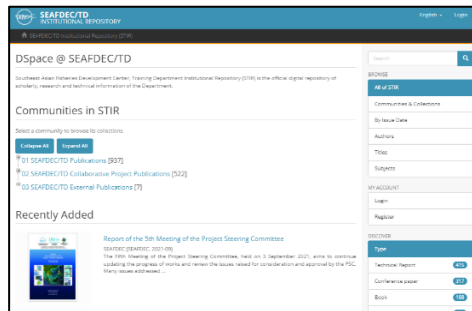 SEAFDEC/TD
INSTITUTIONAL REPOSITORY
English
Login
SEAFDEC/TD Institutional Repository (STIR)
DSpace @ SEAFDEC/TD
Southeast Asian Fisheries Development Center, Training Department Institutional Repository (STIR) is the official digital repository of
scholarly, research and technical information of the Department.
Communities in STIR
Select a community to browse its collections.
Collapse All
Expand All
01 SEAFDEC/TD Publications [937]
02 SEAFDEC/TD Collaborative Project Publications [522]
03 SEAFDEC/TD External Publications [7]
Recently Added
Report of the 5th Meeting of the Project Steering Committee
SEAFDEC (SEAFDEC, 2021-09)
The Fifth Meeting of the Project Steering Committee, held on 3 September 2021, aims to continue
updating the progress of works and review the issues raised for consideration and approval by the PSC.
Many issues addressed ...
Search
BROWSE
All of STIR
Communities & Collections
By Issue Date
Authors
Titles
Subjects
MY ACCOUNT
Login
Register
DISCOVER
Type
Technical Report
Conference paper 317
Book